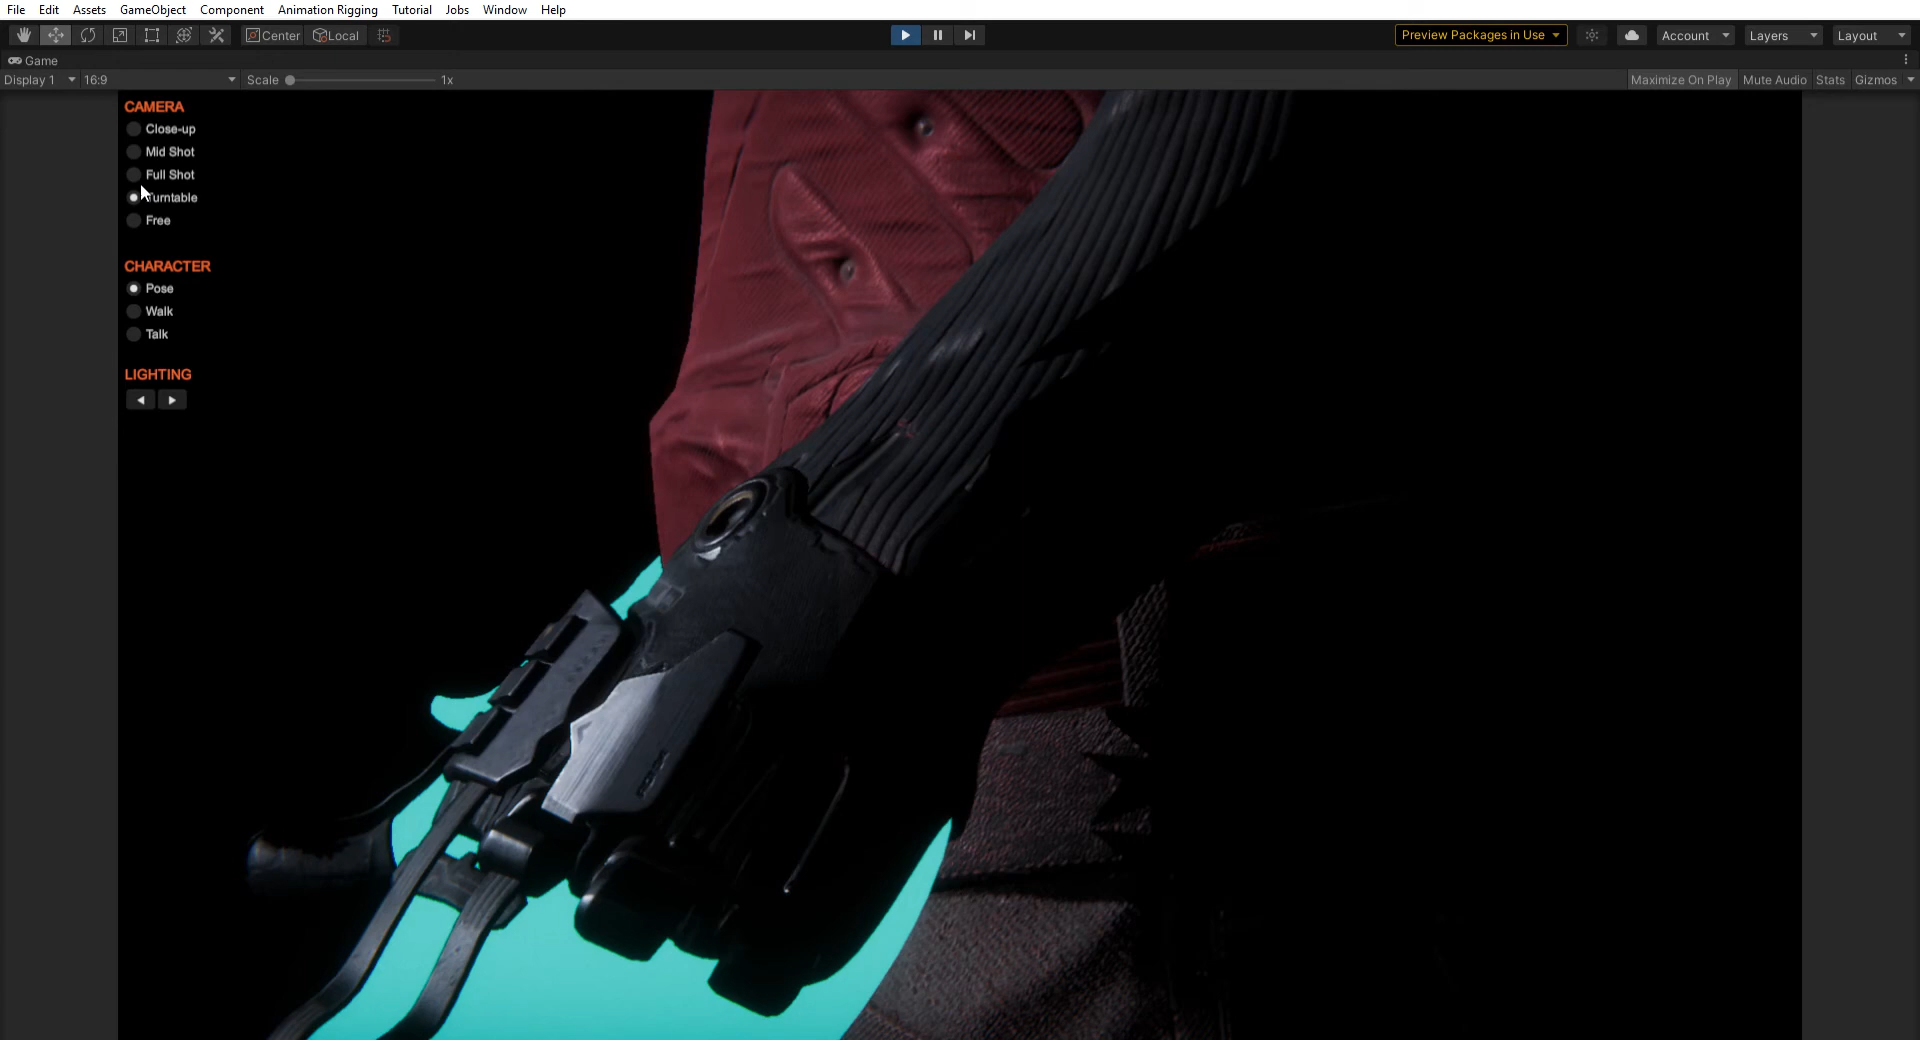 File Edit Assets GameObject Component Animation Rigging Tutorial Jobs Window Help
Center Local Preview Packages in Use Account Layers Layout
Game
Display 1 16:9 Scale 1x Maximize On Play Mute Audio Stats Gizmos
CAMERA
Close-up
Mid Shot
Full Shot
Turntable
Free
CHARACTER
Pose
Walk
Talk
LIGHTING